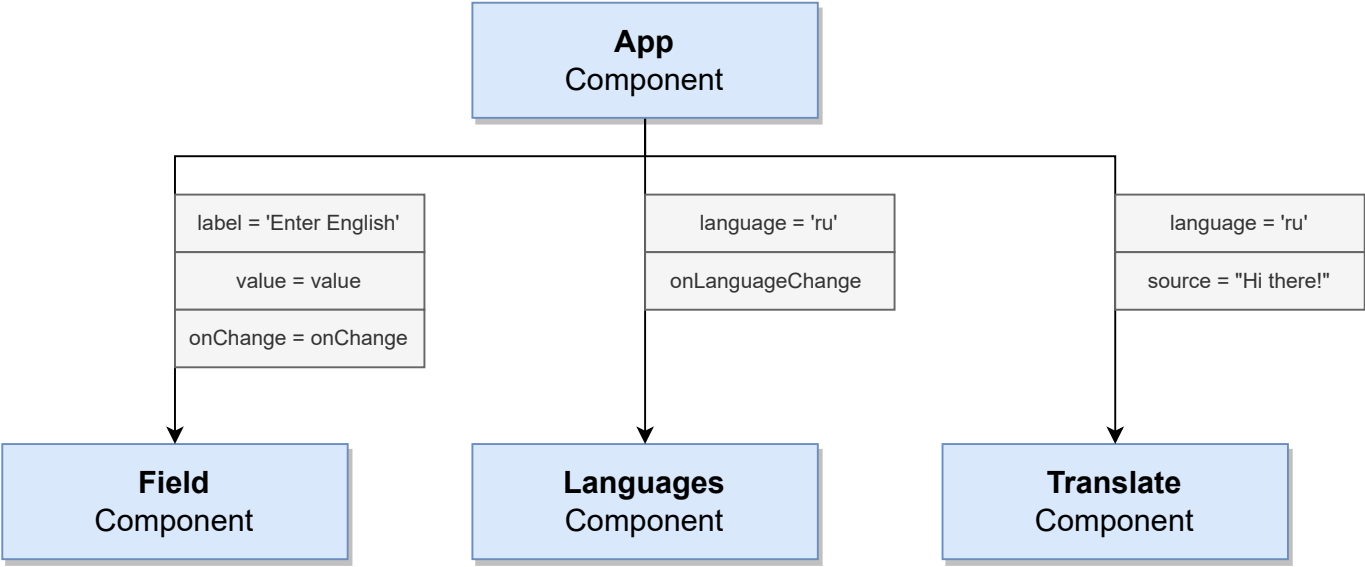 App
Component
label = 'Enter English'
value = value
onChange = onChange
language = 'ru'
onLanguageChange
language = 'ru'
source = "Hi there!"
Field
Component
Languages
Component
Translate
Component